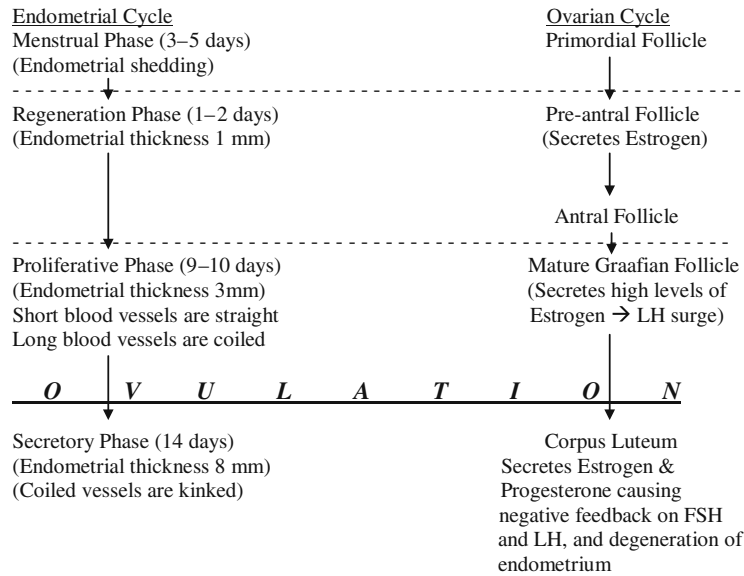 Endometrial Cycle
Menstrual Phase (3–5 days)
(Endometrial shedding)
Regeneration Phase (1–2 days)
(Endometrial thickness 1 mm)
Proliferative Phase (9–10 days)
(Endometrial thickness 3mm)
Short blood vessels are straight
Long blood vessels are coiled
Ovarian Cycle
Primordial Follicle
Pre-antral Follicle
(Secretes Estrogen)
Antral Follicle
Mature Graafian Follicle
(Secretes high levels of
Estrogen → LH surge)
O V U L A T I O N
Secretory Phase (14 days)
(Endometrial thickness 8 mm)
(Coiled vessels are kinked)
Corpus Luteum
Secretes Estrogen &
Progesterone causing
negative feedback on FSH
and LH, and degeneration of
endometrium